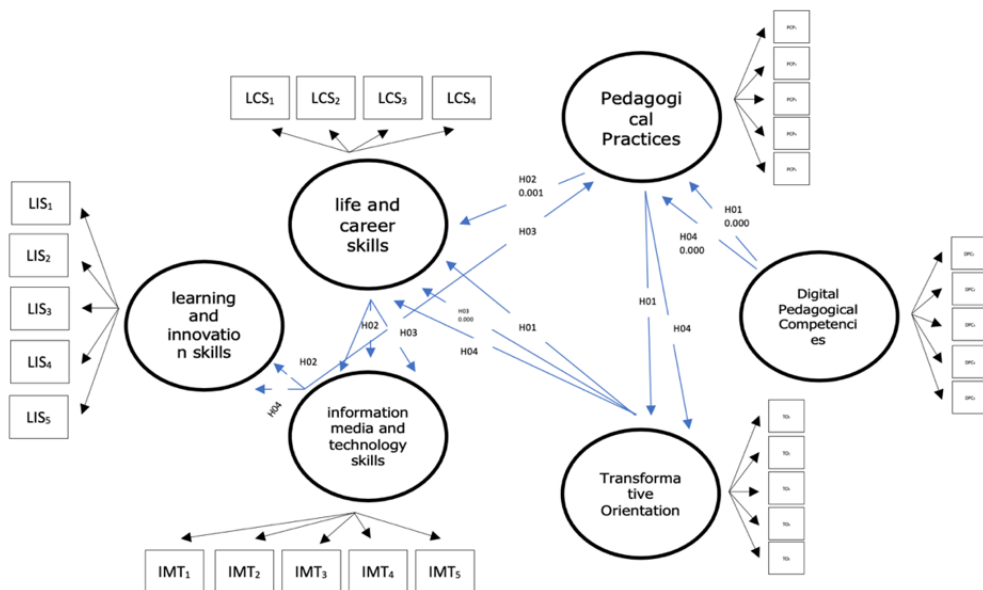 LCS₁
LCS₂
LCS₃
LCS₄
Pedagogi
cal
Practices
LIS₁
LIS₂
LIS₃
LIS₄
LIS₅
life and
career
skills
H02
0.001
H03
H01
0.000
H04
0.000
learning
and
innovatio
n skills
Digital
Pedagogical
Competenci
es
H01
H04
H03
0.000
H01
H04
H02
H03
H02
H04
information
media and
technology
skills
Transforma
tive
Orientation
IMT₁
IMT₂
IMT₃
IMT₄
IMT₅